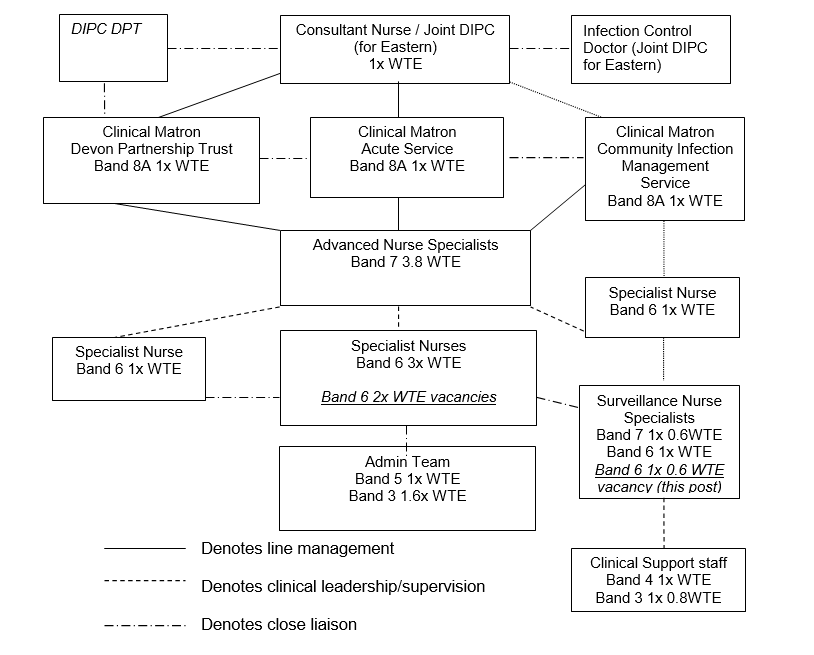 DIPC DPT
Consultant Nurse / Joint DIPC
(for Eastern)
1x WTE
Infection Control
Doctor (Joint DIPC
for Eastern)
Clinical Matron
Devon Partnership Trust
Band 8A 1x WTE
Clinical Matron
Acute Service
Band 8A 1x WTE
Clinical Matron
Community Infection
Management
Service
Band 8A 1x WTE
Advanced Nurse Specialists
Band 7 3.8 WTE
Specialist Nurse
Band 6 1x WTE
Specialist Nurse
Band 6 1x WTE
Specialist Nurses
Band 6 3x WTE
Band 6 2x WTE vacancies
Surveillance Nurse
Specialists
Band 7 1x 0.6WTE
Band 6 1x WTE
Band 6 1x 0.6 WTE
vacancy (this post)
Admin Team
Band 5 1x WTE
Band 3 1.6x WTE
Clinical Support staff
Band 4 1x WTE
Band 3 1x 0.8WTE
Denotes line management
Denotes clinical leadership/supervision
Denotes close liaison